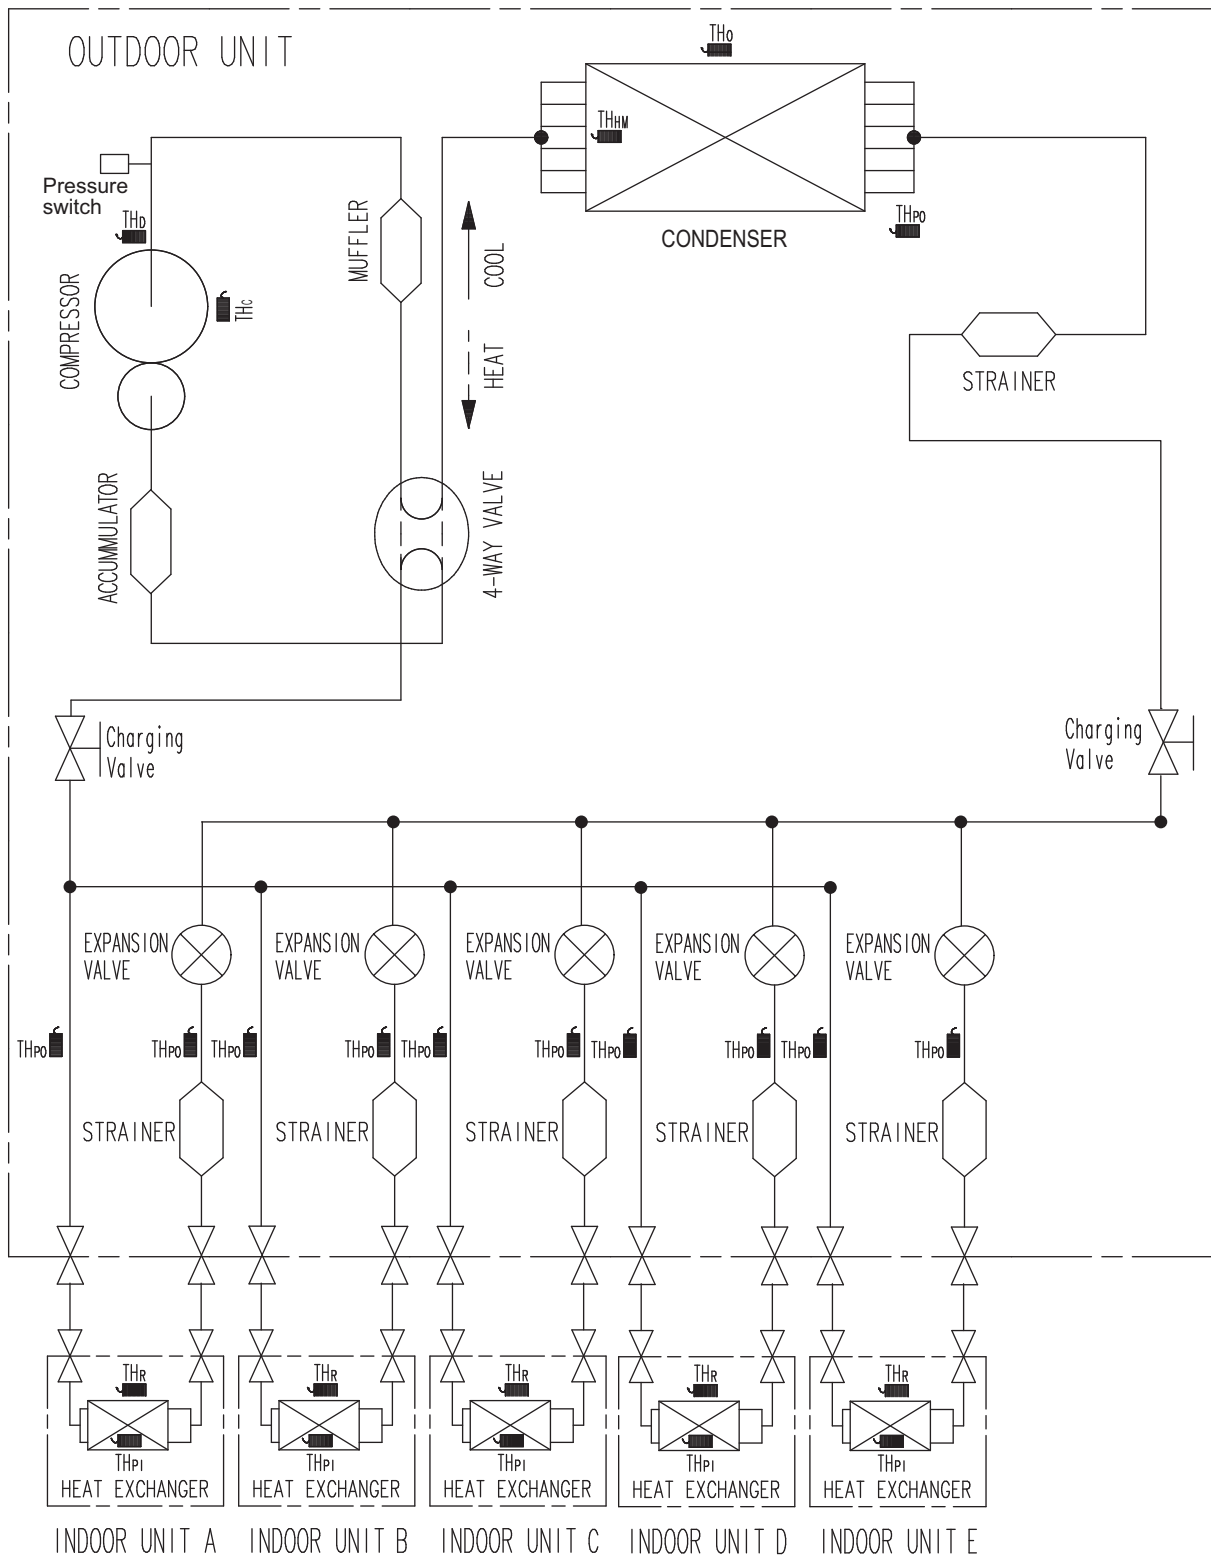 OUTDOOR UNIT
THO
THHM
Pressure
switch
THD
MUFFLER
COOL
THPO
CONDENSER
COMPRESSOR
THC
HEAT
STRAINER
ACCUMMULATOR
4-WAY VALVE
Charging
Valve
Charging
Valve
EXPANSION
VALVE
EXPANSION
VALVE
EXPANSION
VALVE
EXPANSION
VALVE
EXPANSION
VALVE
THPO THPO THPO THPO THPO THPO THPO THPO THPO THPO
STRAINER STRAINER STRAINER STRAINER STRAINER
THR THR THR THR THR
THPI THPI THPI THPI THPI
HEAT EXCHANGER HEAT EXCHANGER HEAT EXCHANGER HEAT EXCHANGER HEAT EXCHANGER
INDOOR UNIT A INDOOR UNIT B INDOOR UNIT C INDOOR UNIT D INDOOR UNIT E